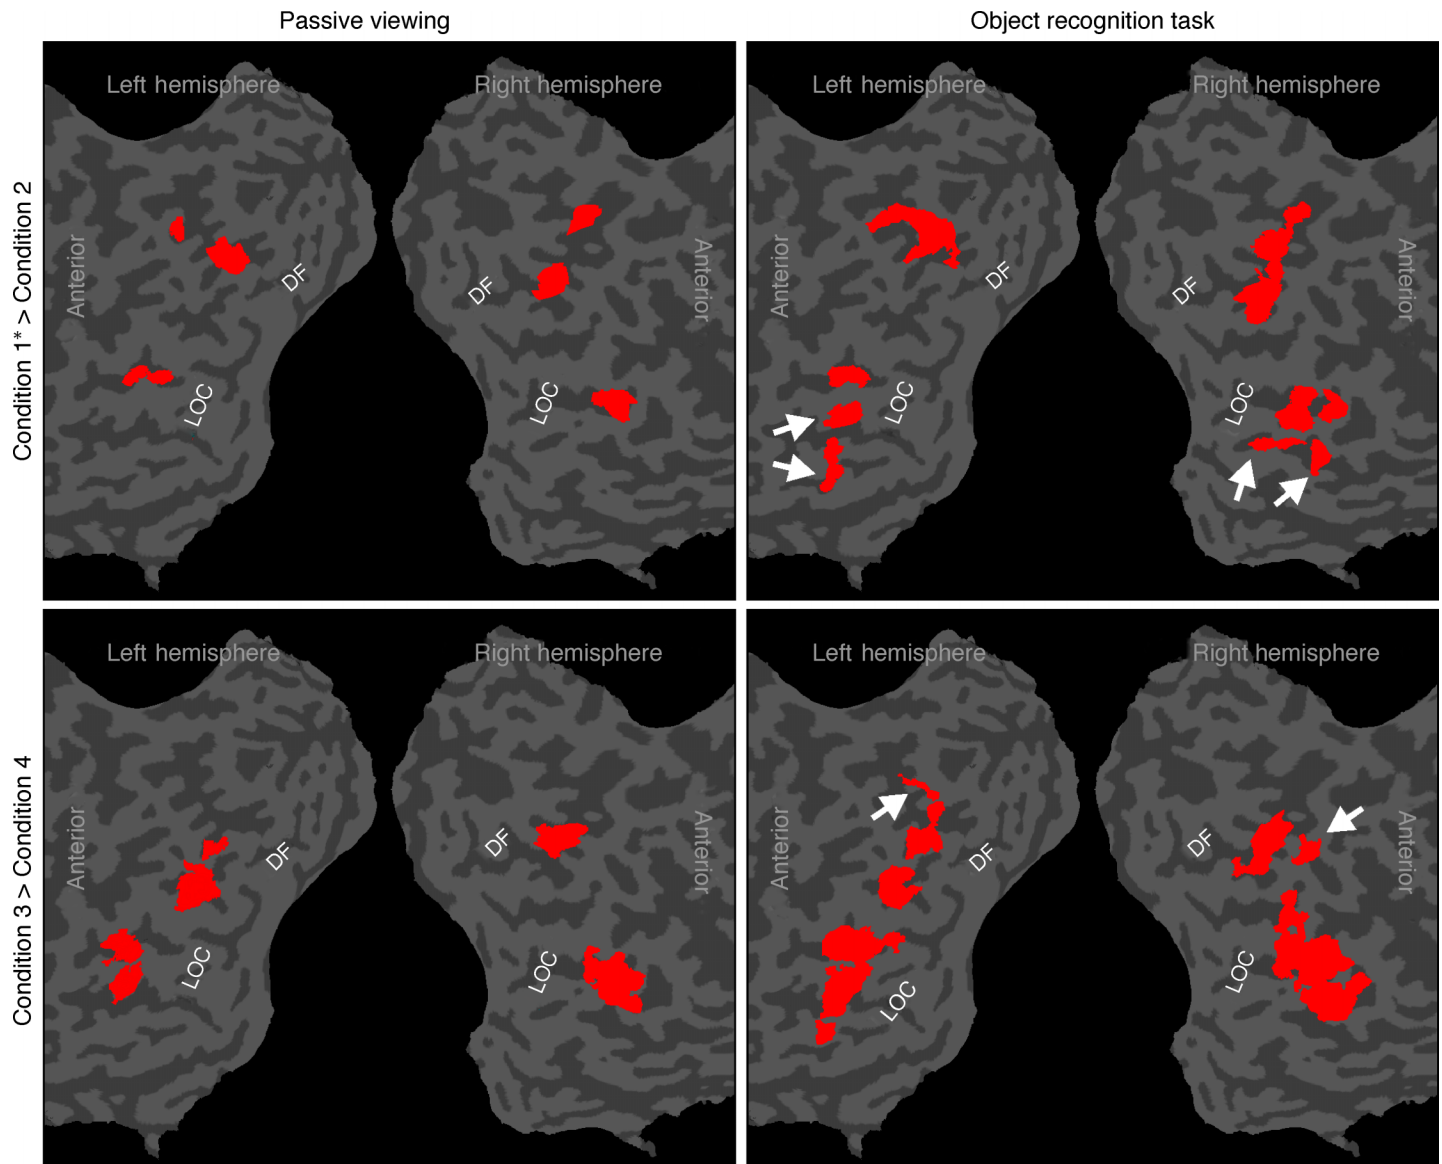 Passive viewing
Object recognition task
Condition 1* > Condition 2
Left hemisphere
Right hemisphere
Anterior
DF
LOC
DF
LOC
Anterior
Left hemisphere
Right hemisphere
Anterior
DF
LOC
DF
LOC
Anterior
Condition 3 > Condition 4
Left hemisphere
Right hemisphere
Anterior
DF
LOC
DF
LOC
Anterior
Left hemisphere
Right hemisphere
Anterior
DF
LOC
DF
LOC
Anterior